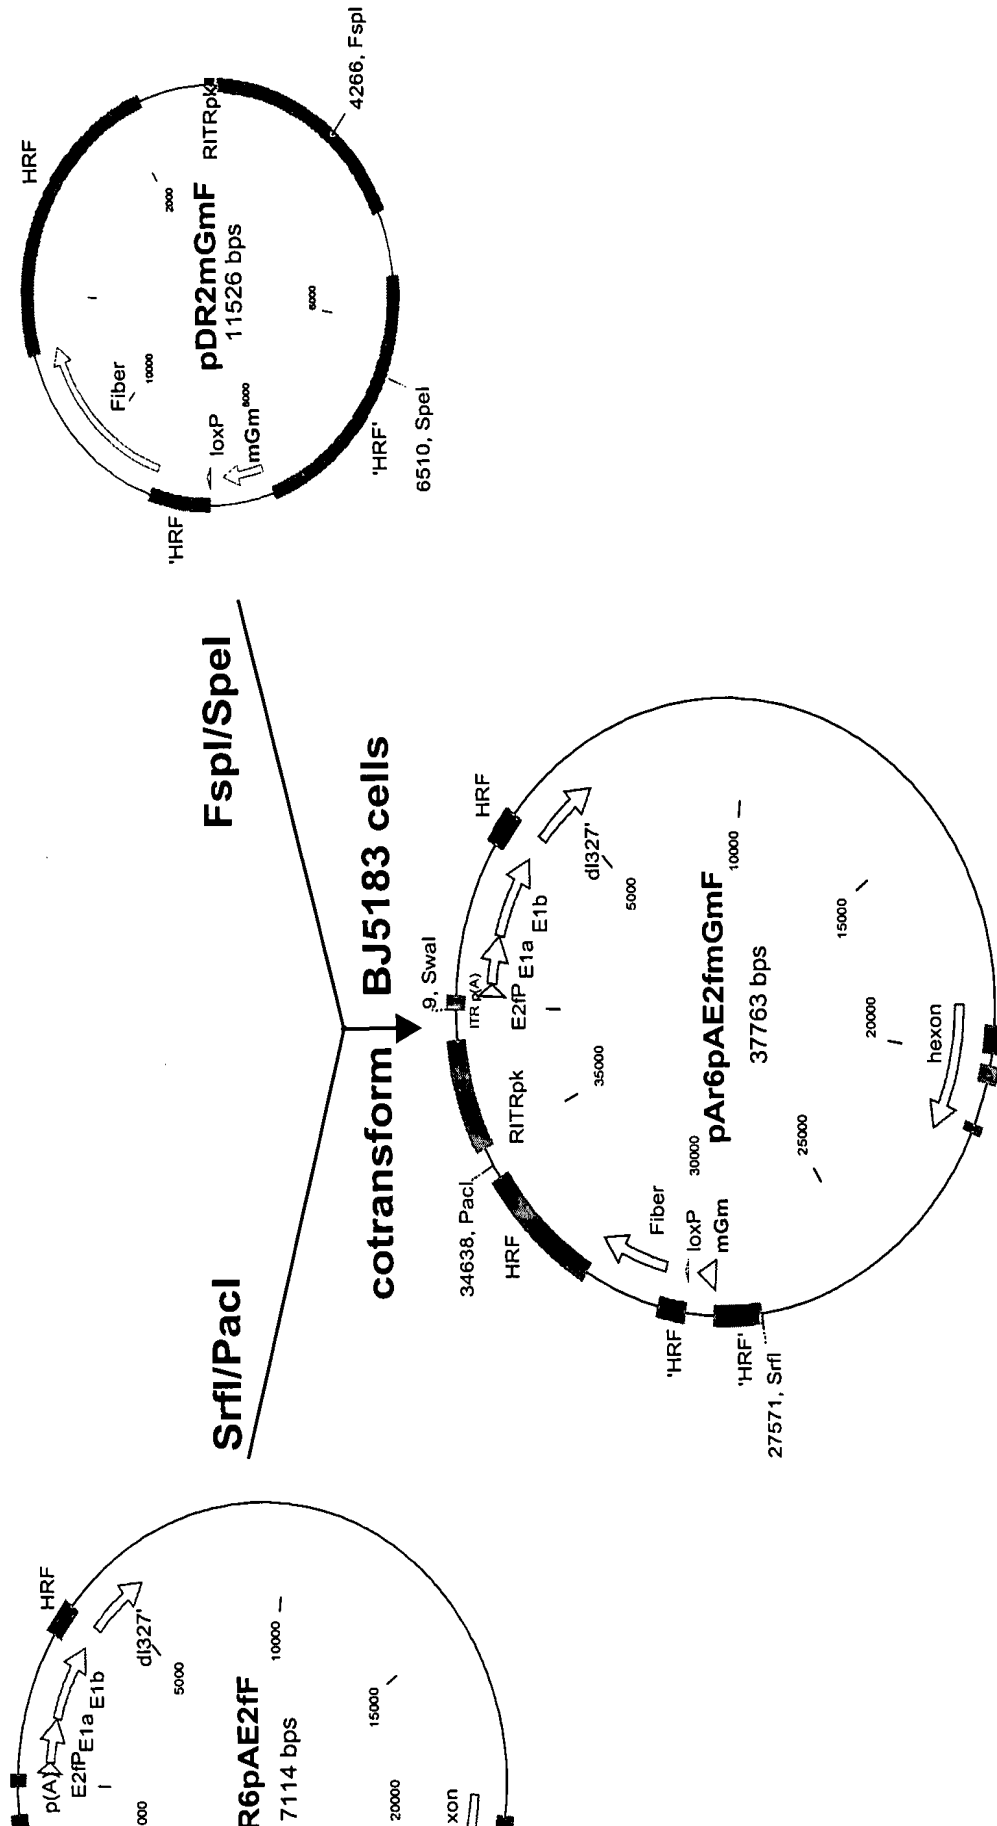 HRF
RITRpk
4266, FspI
2000
pDR2mGmF
11526 bps
6000
Fiber
10000
loxP
mGm
8000
'HRF
'HRF'
6510, SpeI
FspI/SpeI
SrfI/PacI
cotransform BJ5183 cells
9, SwaI
ITR
p(A)
E2fP
E1a
E1b
HRF
dl327'
5000
10000
pAr6pAE2fmGmF
37763 bps
15000
20000
hexon
25000
30000
35000
RITRpk
34638, PacI
HRF
Fiber
loxP
mGm
'HRF
'HRF'
27571, SrfI
HRF
p(A)
E2fP
E1a
E1b
dl327'
5000
10000
R6pAE2fF
7114 bps
15000
20000
xon
000